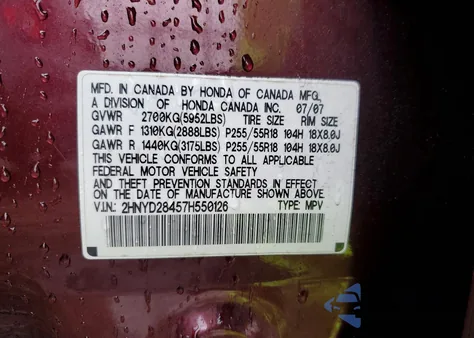 MFD. IN CANADA BY HONDA OF CANADA MFG.,
A DIVISION OF HONDA CANADA INC. 07/07
GVWR 2700KG(5952LBS) TIRE SIZE RIM SIZE
GAWR F 1310KG(2888LBS) P255/55R18 104H 18X8.0J
GAWR R 1440KG(3175LBS) P255/55R18 104H 18X8.0J
THIS VEHICLE CONFORMS TO ALL APPLICABLE
FEDERAL MOTOR VEHICLE SAFETY
AND THEFT PREVENTION STANDARDS IN EFFECT
ON THE DATE OF MANUFACTURE SHOWN ABOVE.
V.I.N.: 2HNYD28457H550126 TYPE: MPV